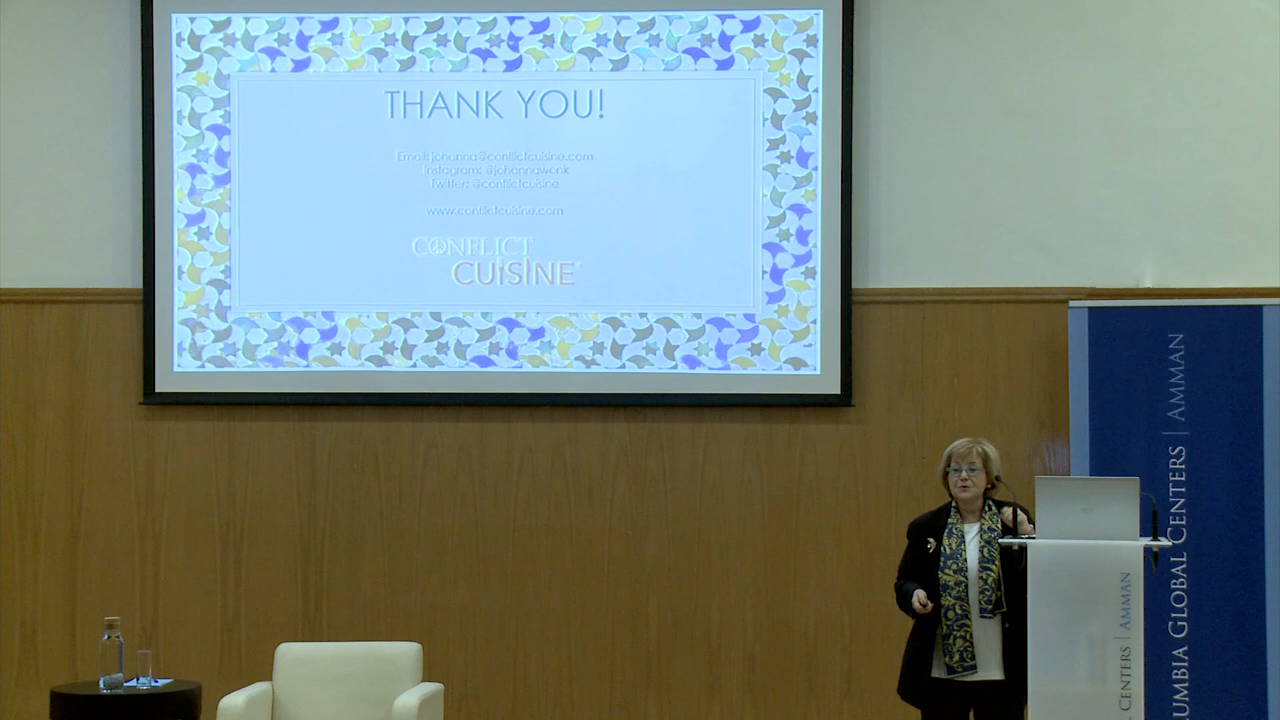 THANK YOU!
Email: johanna@conflictcuisine.com
Instagram: @johannawonk
Twitter: @conflictcuisine
www.conflictcuisine.com
CONFLICT
CUISINE
UMBIA GLOBAL CENTERS | AMMAN
CENTERS | AMMAN